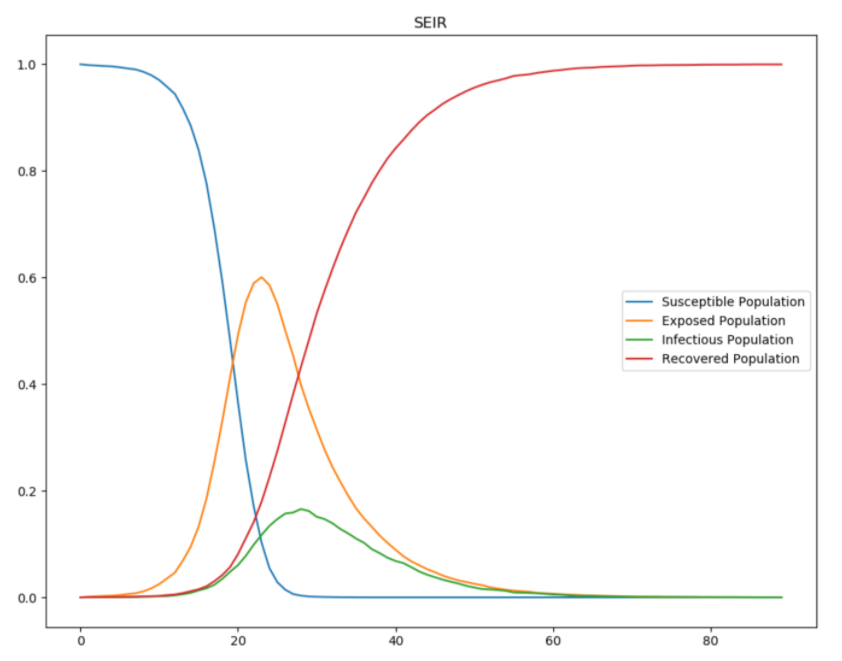 SEIR
1.0
0.8
0.6
0.4
0.2
0.0
Susceptible Population
Exposed Population
Infectious Population
Recovered Population
0 20 40 60 80